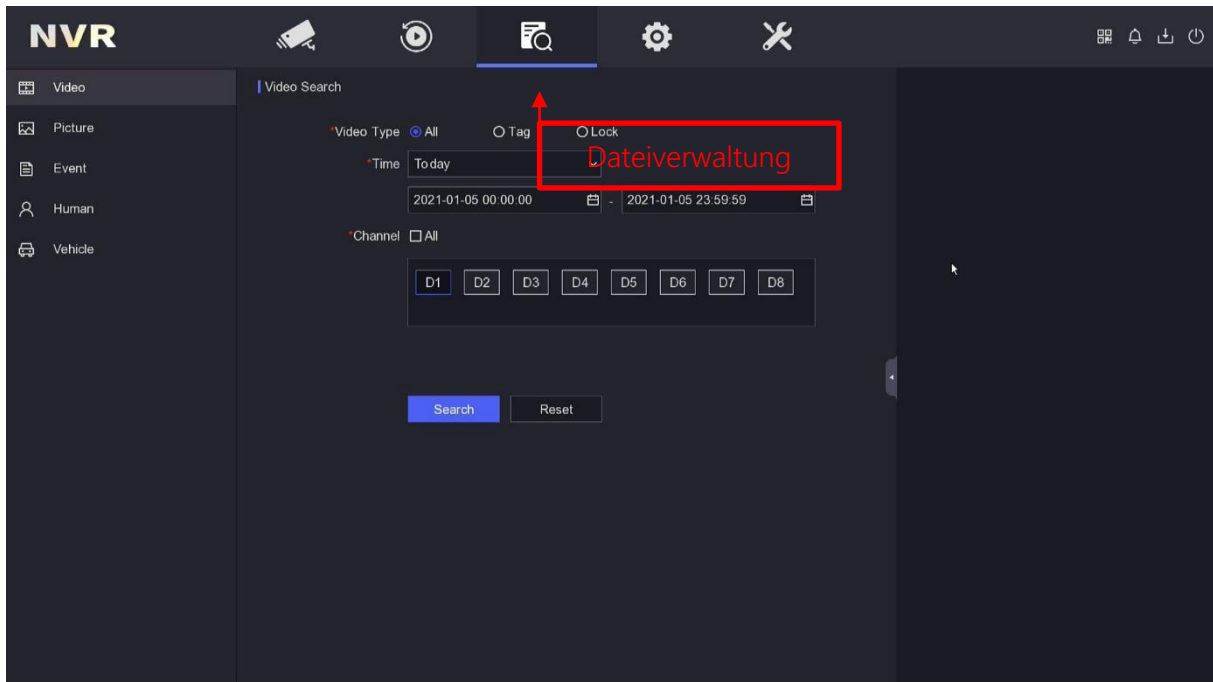 NVR
Video
Picture
Event
Human
Vehicle
Video Search
*Video Type All Tag Lock
Dateiverwaltung
*Time Today
2021-01-05 00:00:00 - 2021-01-05 23:59:59
*Channel All
D1 D2 D3 D4 D5 D6 D7 D8
Search Reset